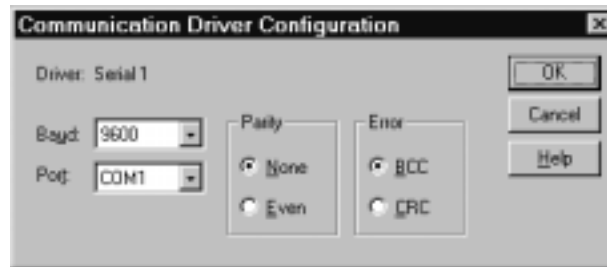 Communication Driver Configuration
Driver: Serial 1
OK
Baud: 9600
Parity
Error
Cancel
None
BCC
Port: COM1
Help
Even
CRC